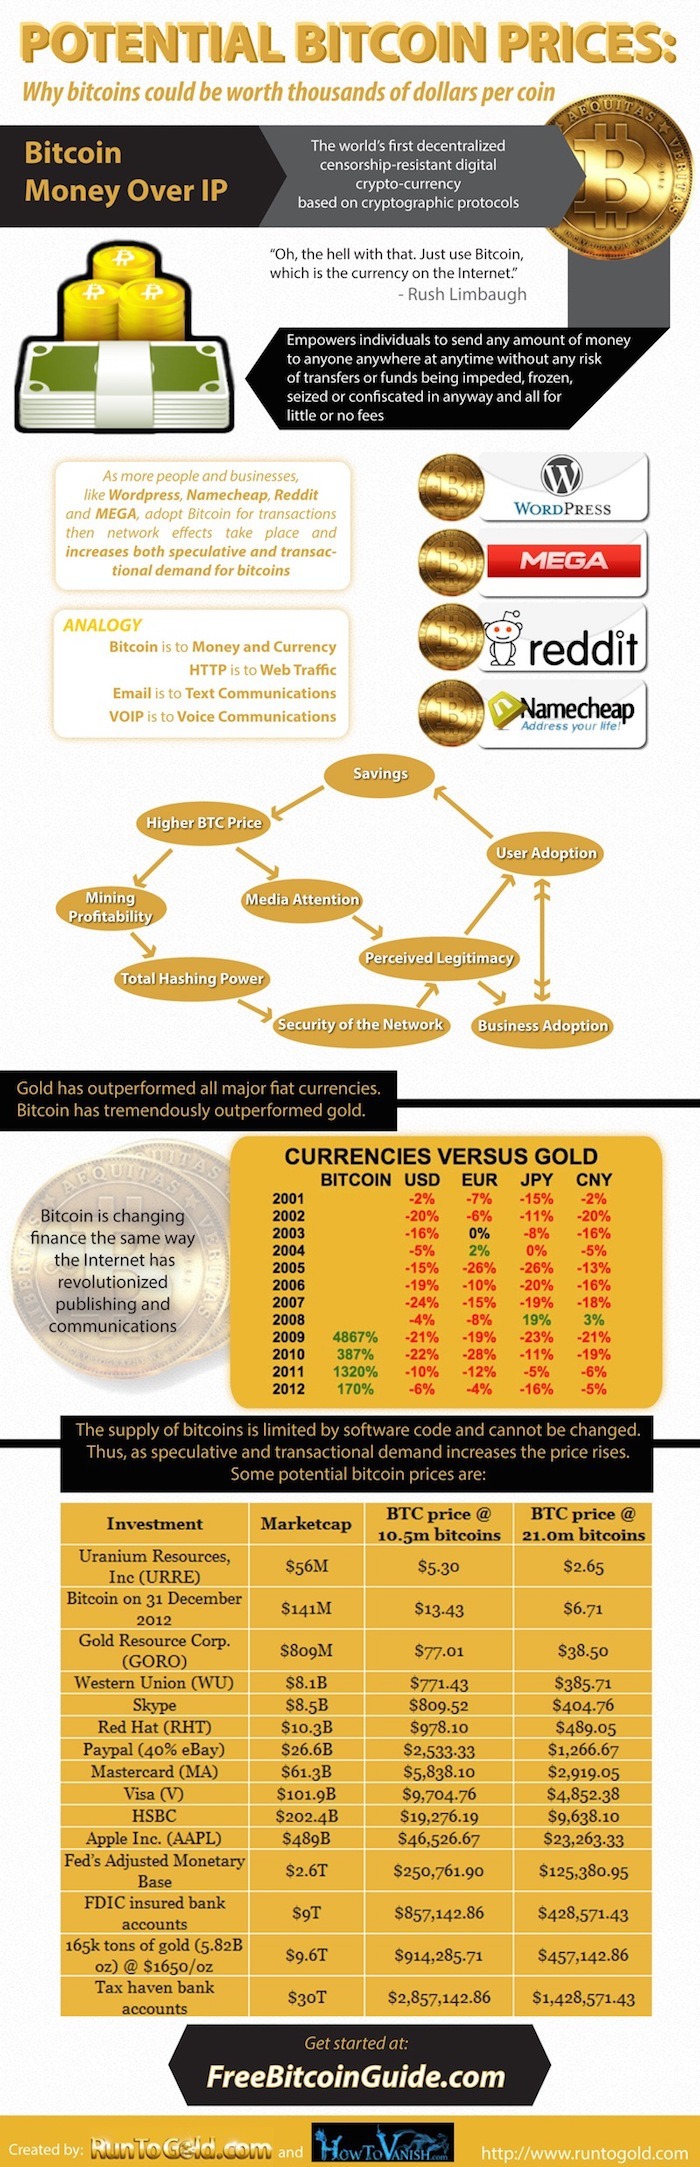 POTENTIAL BITCOIN PRICES:
Why bitcoins could be worth thousands of dollars per coin
Bitcoin
Money Over IP
The world's first decentralized
censorship-resistant digital
crypto-currency
based on cryptographic protocols
AEQUITAS VERITAS
"Oh, the hell with that. Just use Bitcoin,
which is the currency on the Internet."
- Rush Limbaugh
Empowers individuals to send any amount of money
to anyone anywhere at anytime without any risk
of transfers or funds being impeded, frozen,
seized or confiscated in anyway and all for
little or no fees
As more people and businesses,
like Wordpress, Namecheap, Reddit
and MEGA, adopt Bitcoin for transactions
then network effects take place and
increases both speculative and transac-
tional demand for bitcoins
WORDPRESS
MEGA
reddit
Namecheap
Address your life!
ANALOGY
Bitcoin is to Money and Currency
HTTP is to Web Traffic
Email is to Text Communications
VOIP is to Voice Communications
Savings
Higher BTC Price
User Adoption
Mining
Profitability
Media Attention
Perceived Legitimacy
Total Hashing Power
Security of the Network
Business Adoption
Gold has outperformed all major fiat currencies.
Bitcoin has tremendously outperformed gold.
Bitcoin is changing
finance the same way
the Internet has
revolutionized
publishing and
communications
CURRENCIES VERSUS GOLD
BITCOIN USD EUR JPY CNY
2001 -2% -7% -15% -2%
2002 -20% -6% -11% -20%
2003 -16% 0% -8% -16%
2004 -5% 2% 0% -5%
2005 -15% -26% -26% -13%
2006 -19% -10% -20% -16%
2007 -24% -15% -19% -18%
2008 -4% -8% 19% 3%
2009 4867% -21% -19% -23% -21%
2010 387% -22% -28% -11% -19%
2011 1320% -10% -12% -5% -6%
2012 170% -6% -4% -16% -5%
The supply of bitcoins is limited by software code and cannot be changed.
Thus, as speculative and transactional demand increases the price rises.
Some potential bitcoin prices are:
Investment Marketcap BTC price @ 10.5m bitcoins BTC price @ 21.0m bitcoins
Uranium Resources, Inc (URRE) $56M $5.30 $2.65
Bitcoin on 31 December 2012 $141M $13.43 $6.71
Gold Resource Corp. (GORO) $809M $77.01 $38.50
Western Union (WU) $8.1B $771.43 $385.71
Skype $8.5B $809.52 $404.76
Red Hat (RHT) $10.3B $978.10 $489.05
Paypal (40% eBay) $26.6B $2,533.33 $1,266.67
Mastercard (MA) $61.3B $5,838.10 $2,919.05
Visa (V) $101.9B $9,704.76 $4,852.38
HSBC $202.4B $19,276.19 $9,638.10
Apple Inc. (AAPL) $489B $46,526.67 $23,263.33
Fed's Adjusted Monetary Base $2.6T $250,761.90 $125,380.95
FDIC insured bank accounts $9T $857,142.86 $428,571.43
165k tons of gold (5.82B oz) @ $1650/oz $9.6T $914,285.71 $457,142.86
Tax haven bank accounts $30T $2,857,142.86 $1,428,571.43
Get started at:
FreeBitcoinGuide.com
Created by: RunToGold.com and HowToVanish.com http://www.runtogold.com